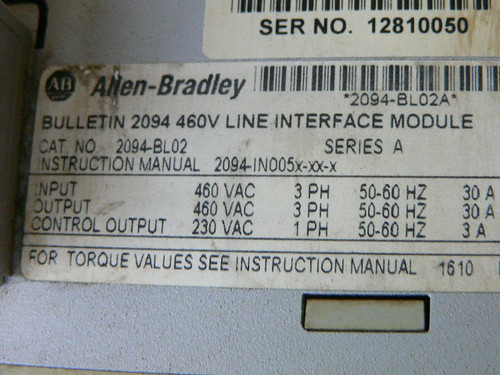 SER NO. 12810050
AB Allen-Bradley
*2094-BL02A*
BULLETIN 2094 460V LINE INTERFACE MODULE
CAT. NO. 2094-BL02 SERIES A
INSTRUCTION MANUAL 2094-IN005x-xx-x
INPUT 460 VAC 3 PH 50-60 HZ 30 A
OUTPUT 460 VAC 3 PH 50-60 HZ 30 A
CONTROL OUTPUT 230 VAC 1 PH 50-60 HZ 3 A
FOR TORQUE VALUES SEE INSTRUCTION MANUAL 1610